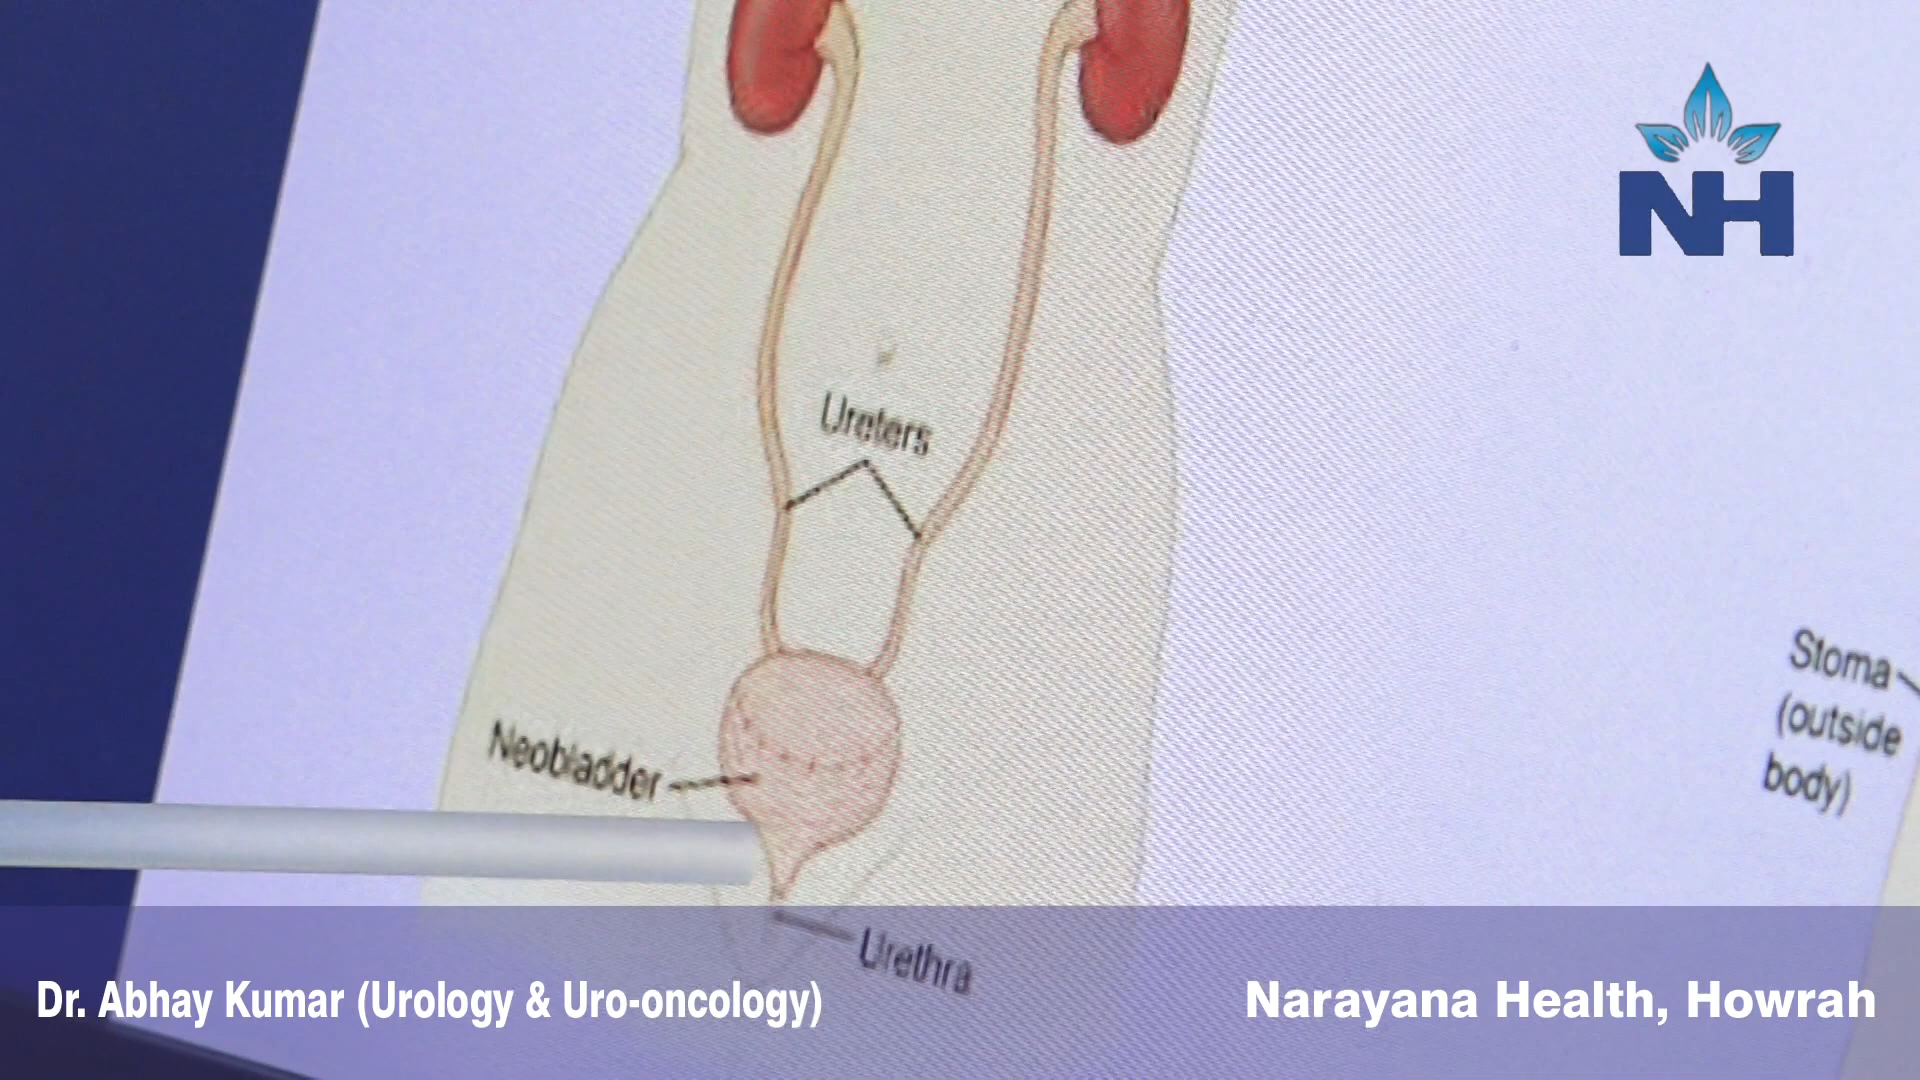 NH
Ureters
Stoma
(outside
body)
Neobladder
Urethra
Dr. Abhay Kumar (Urology & Uro-oncology)
Narayana Health, Howrah